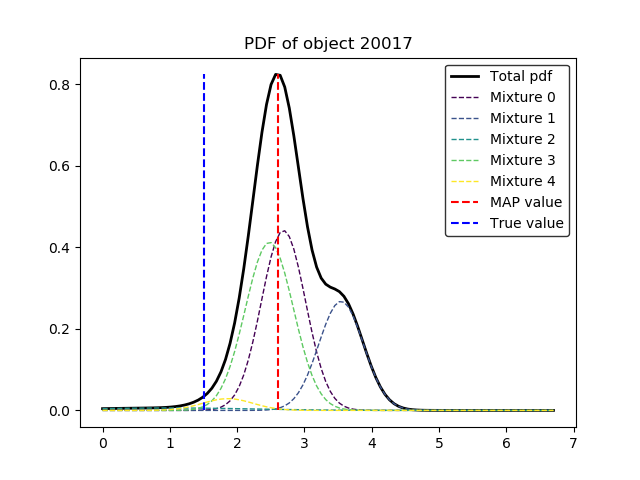 PDF of object 20017
Total pdf
Mixture 0
Mixture 1
Mixture 2
Mixture 3
Mixture 4
MAP value
True value
0.8
0.6
0.4
0.2
0.0
0 1 2 3 4 5 6 7